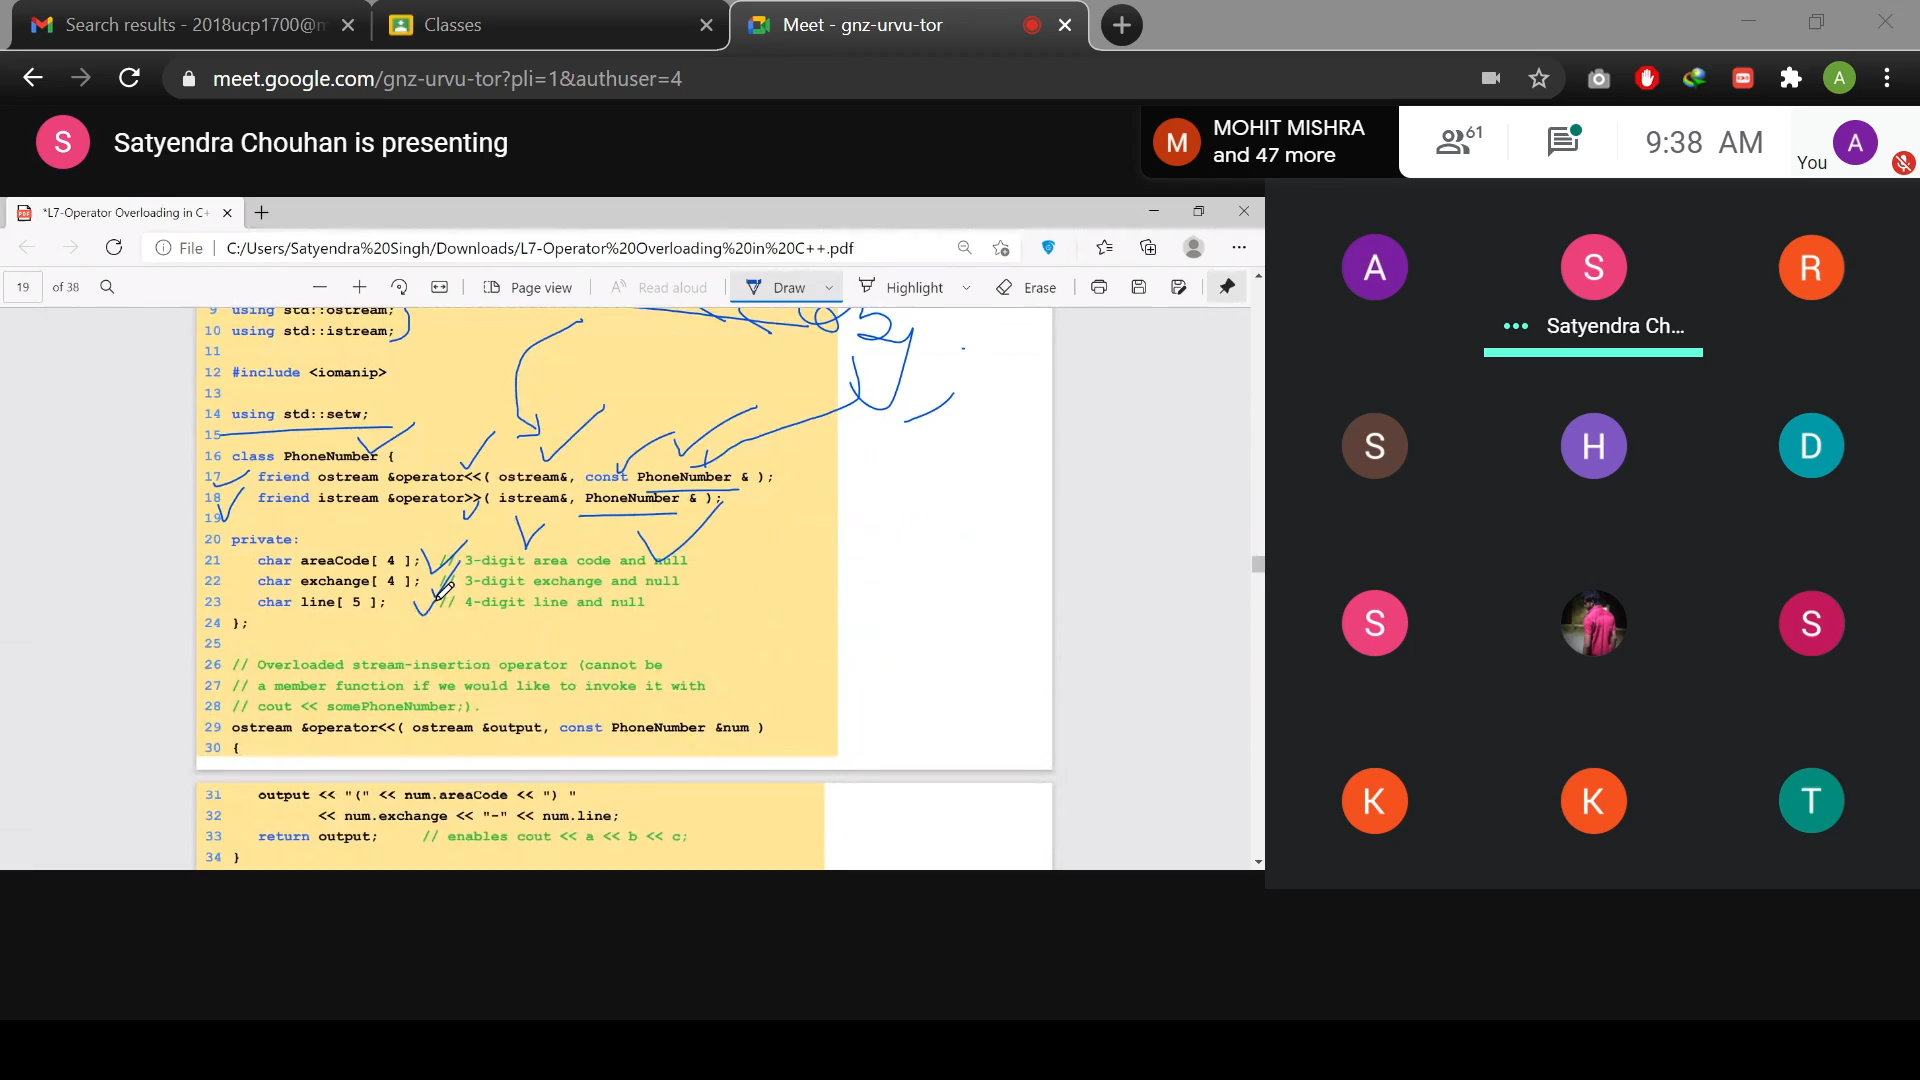 Search results - 2018ucp1700@m
Classes
Meet - gnz-urvu-tor
meet.google.com/gnz-urvu-tor?pli=1&authuser=4
A
S
Satyendra Chouhan is presenting
M
MOHIT MISHRA
and 47 more
61
9:38 AM
You
A
*L7-Operator Overloading in C+
File
C:/Users/Satyendra%20Singh/Downloads/L7-Operator%20Overloading%20in%20C++.pdf
19 of 38
Page view
Read aloud
Draw
Highlight
Erase
9 using std::ostream;
10 using std::istream;
11
12 #include <iomanip>
13
14 using std::setw;
15
16 class PhoneNumber {
17 friend ostream &operator<<( ostream&, const PhoneNumber & );
18 friend istream &operator>>( istream&, PhoneNumber & );
19
20 private:
21 char areaCode[ 4 ]; // 3-digit area code and null
22 char exchange[ 4 ]; // 3-digit exchange and null
23 char line[ 5 ]; // 4-digit line and null
24 };
25
26 // Overloaded stream-insertion operator (cannot be
27 // a member function if we would like to invoke it with
28 // cout << somePhoneNumber;).
29 ostream &operator<<( ostream &output, const PhoneNumber &num )
30 {
31 output << "(" << num.areaCode << ") "
32 << num.exchange << "-" << num.line;
33 return output; // enables cout << a << b << c;
34 }
A
S
R
Satyendra Ch...
S
H
D
S
S
K
K
T